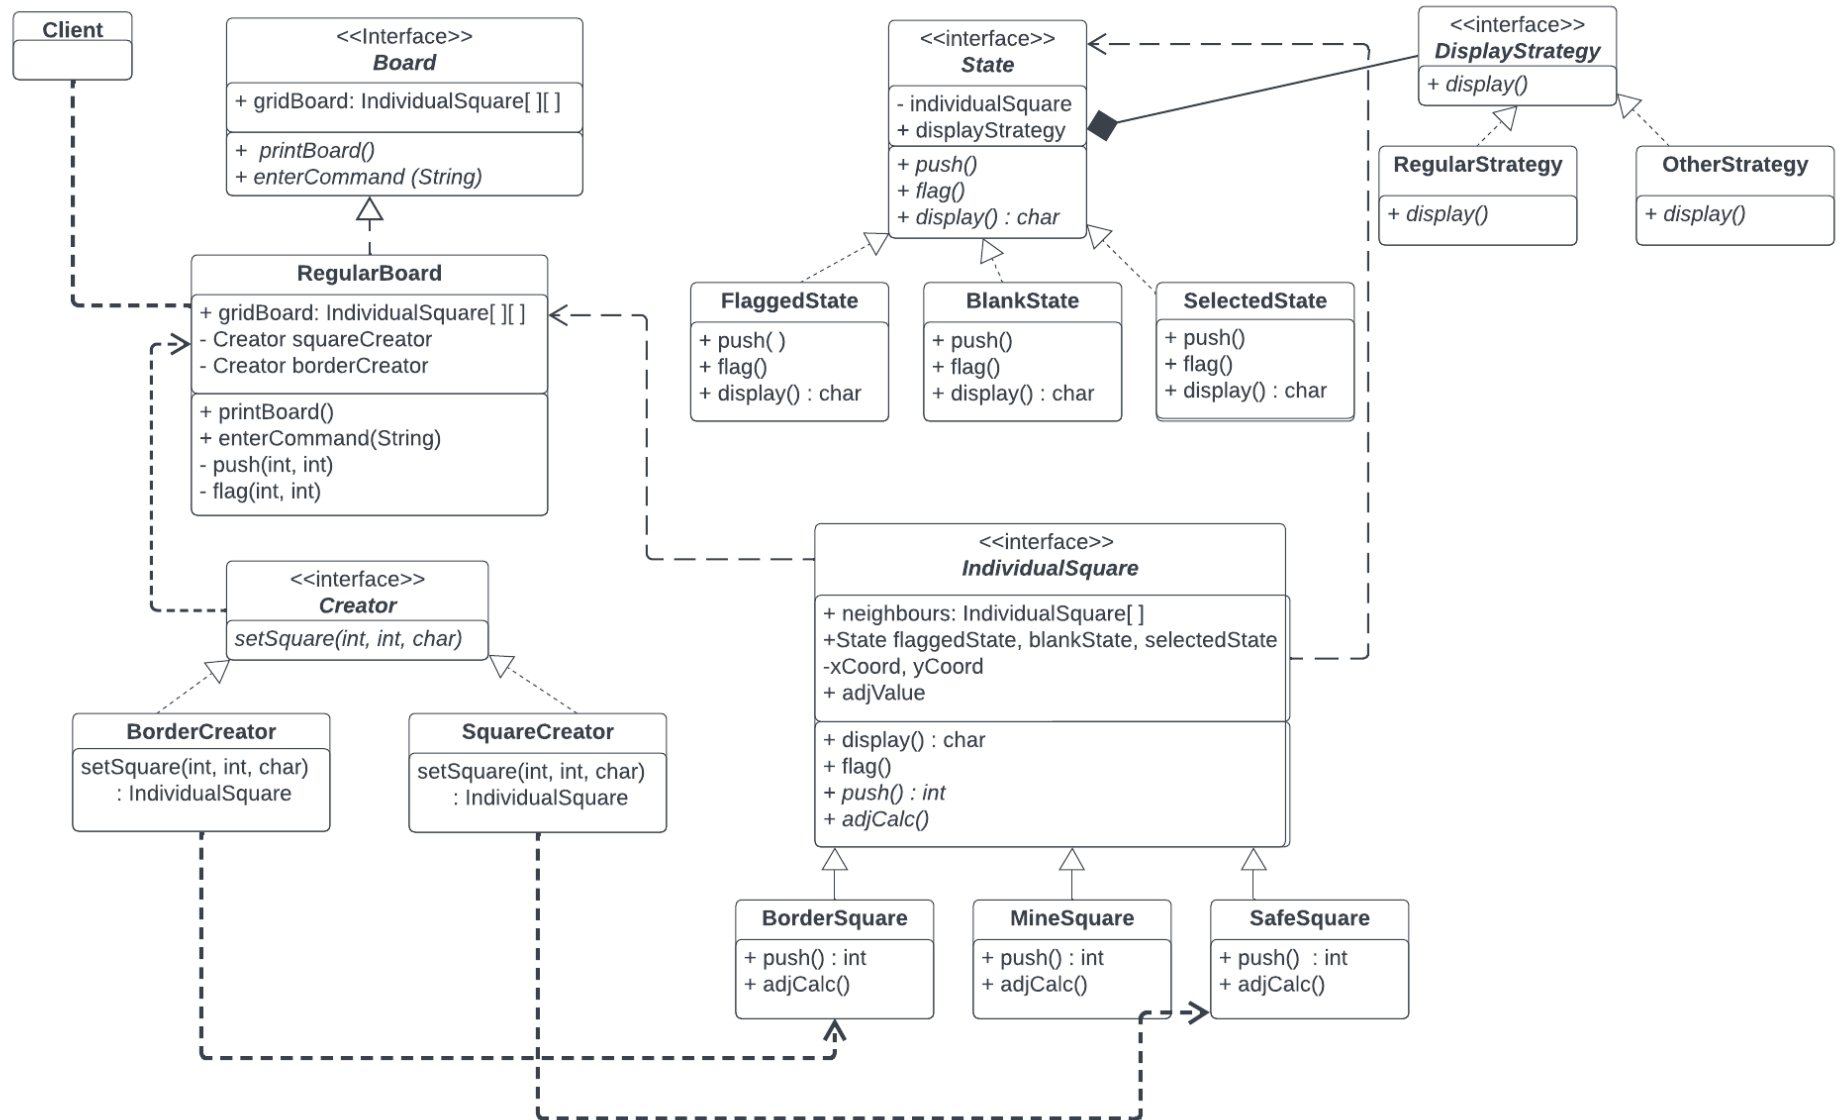 Client
<<Interface>>
Board
+ gridBoard: IndividualSquare[ ][ ]
+ printBoard()
+ enterCommand (String)
<<interface>>
State
- individualSquare
+ displayStrategy
+ push()
+ flag()
+ display() : char
<<interface>>
DisplayStrategy
+ display()
RegularStrategy
+ display()
OtherStrategy
+ display()
RegularBoard
+ gridBoard: IndividualSquare[ ][ ]
- Creator squareCreator
- Creator borderCreator
+ printBoard()
+ enterCommand(String)
- push(int, int)
- flag(int, int)
FlaggedState
+ push( )
+ flag()
+ display() : char
BlankState
+ push()
+ flag()
+ display() : char
SelectedState
+ push()
+ flag()
+ display() : char
<<interface>>
Creator
setSquare(int, int, char)
<<interface>>
IndividualSquare
+ neighbours: IndividualSquare[ ]
+State flaggedState, blankState, selectedState
-xCoord, yCoord
+ adjValue
+ display() : char
+ flag()
+ push() : int
+ adjCalc()
BorderCreator
setSquare(int, int, char)
: IndividualSquare
SquareCreator
setSquare(int, int, char)
: IndividualSquare
BorderSquare
+ push() : int
+ adjCalc()
MineSquare
+ push() : int
+ adjCalc()
SafeSquare
+ push()  : int
+ adjCalc()